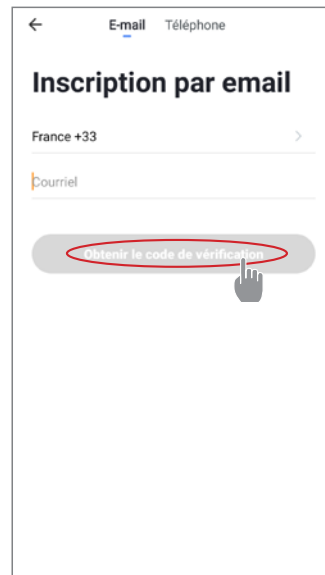 E-mail Téléphone
Inscription par email
France +33
Courriel
Obtenir le code de vérification